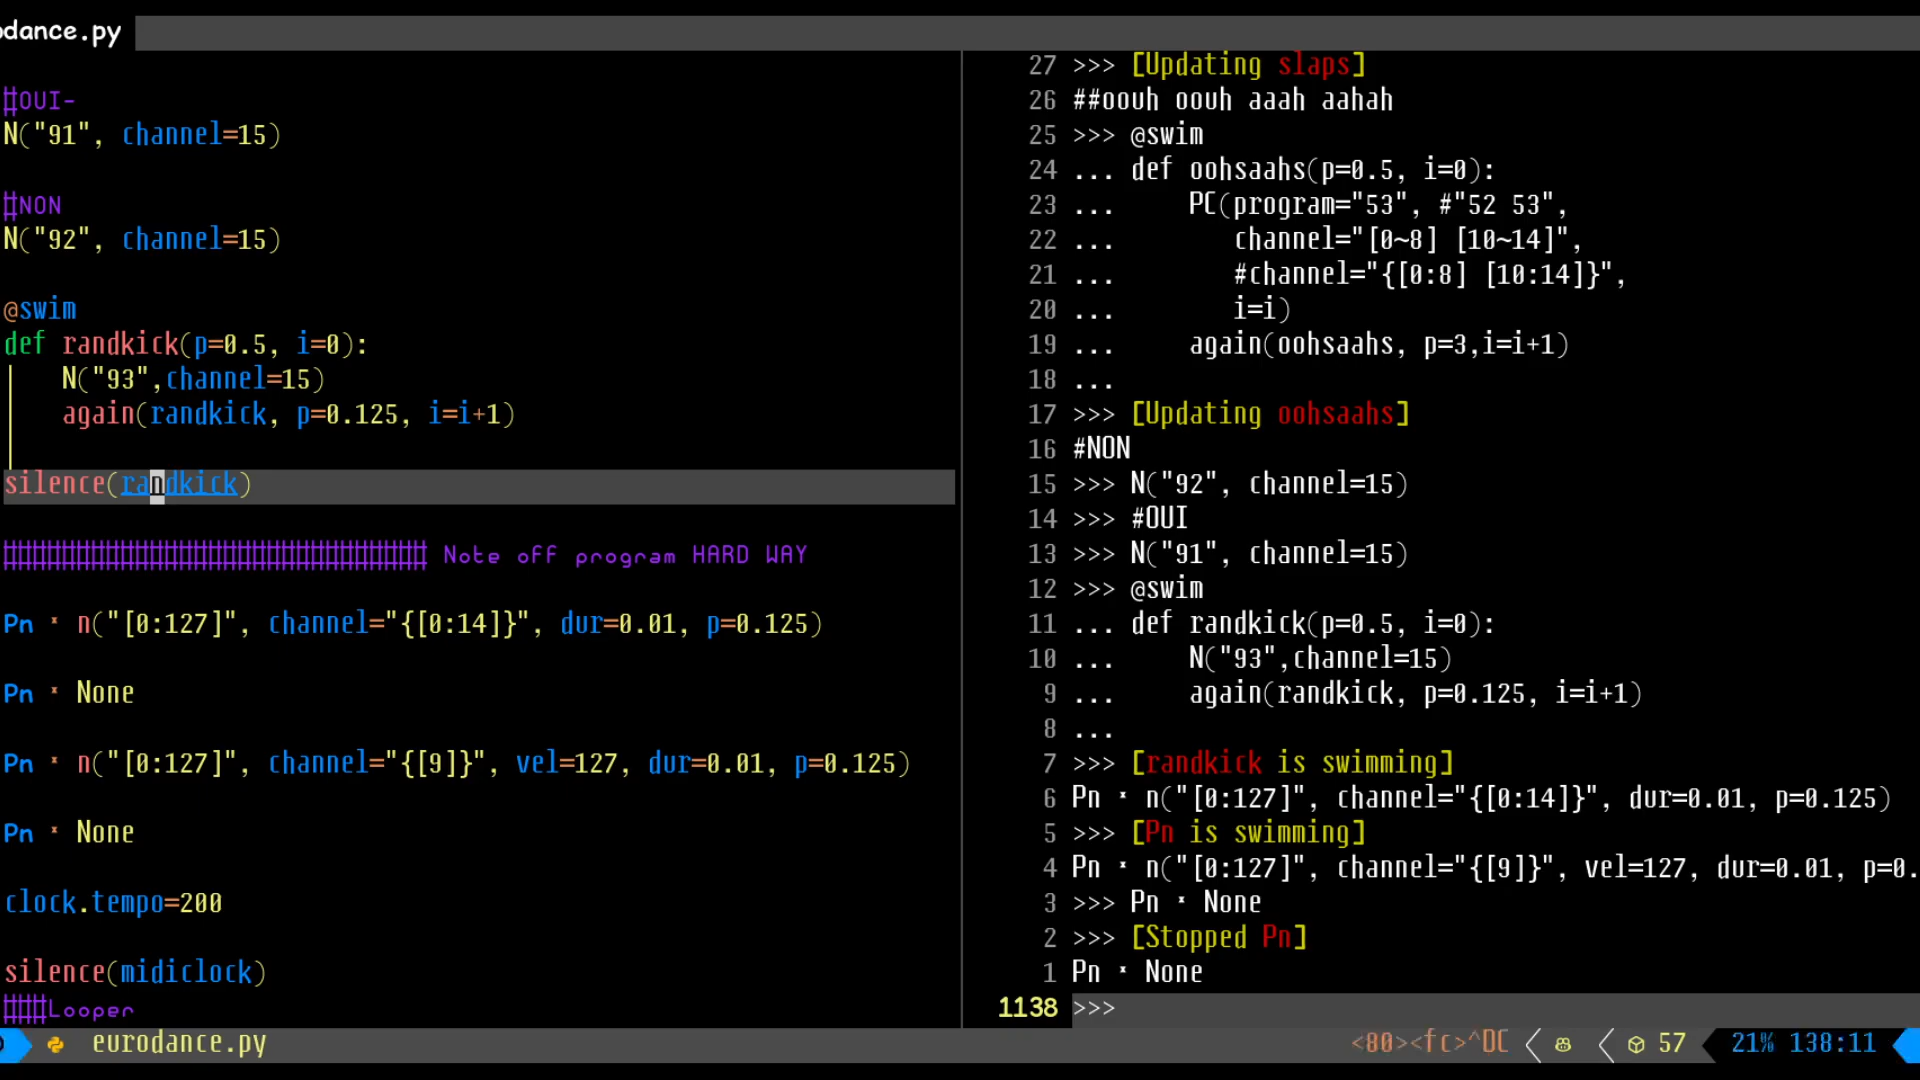 dance.py
#OUI-
N("91", channel=15)
#NON
N("92", channel=15)
@swim
def randkick(p=0.5, i=0):
    N("93",channel=15)
    again(randkick, p=0.125, i=i+1)
silence(randkick)
############################# Note off program HARD WAY
Pn * n("[0:127]", channel="{[0:14]}", dur=0.01, p=0.125)
Pn * None
Pn * n("[0:127]", channel="{[9]}", vel=127, dur=0.01, p=0.125)
Pn * None
clock.tempo=200
silence(midiclock)
###Looper
27 >>> [Updating slaps]
26 ##oouh oouh aaah aahah
25 >>> @swim
24 ... def oohsaahs(p=0.5, i=0):
23 ...     PC(program="53", #"52 53",
22 ...        channel="[0~8] [10~14]",
21 ...        #channel="{[0:8] [10:14]}",
20 ...        i=i)
19 ...     again(oohsaahs, p=3,i=i+1)
18 ...
17 >>> [Updating oohsaahs]
16 #NON
15 >>> N("92", channel=15)
14 >>> #OUI
13 >>> N("91", channel=15)
12 >>> @swim
11 ... def randkick(p=0.5, i=0):
10 ...     N("93",channel=15)
9 ...     again(randkick, p=0.125, i=i+1)
8 ...
7 >>> [randkick is swimming]
6 Pn * n("[0:127]", channel="{[0:14]}", dur=0.01, p=0.125)
5 >>> [Pn is swimming]
4 Pn * n("[0:127]", channel="{[9]}", vel=127, dur=0.01, p=0.
3 >>> Pn * None
2 >>> [Stopped Pn]
1 Pn * None
1138 >>>
eurodance.py
<80><fc>^DC
57
21% 138:11